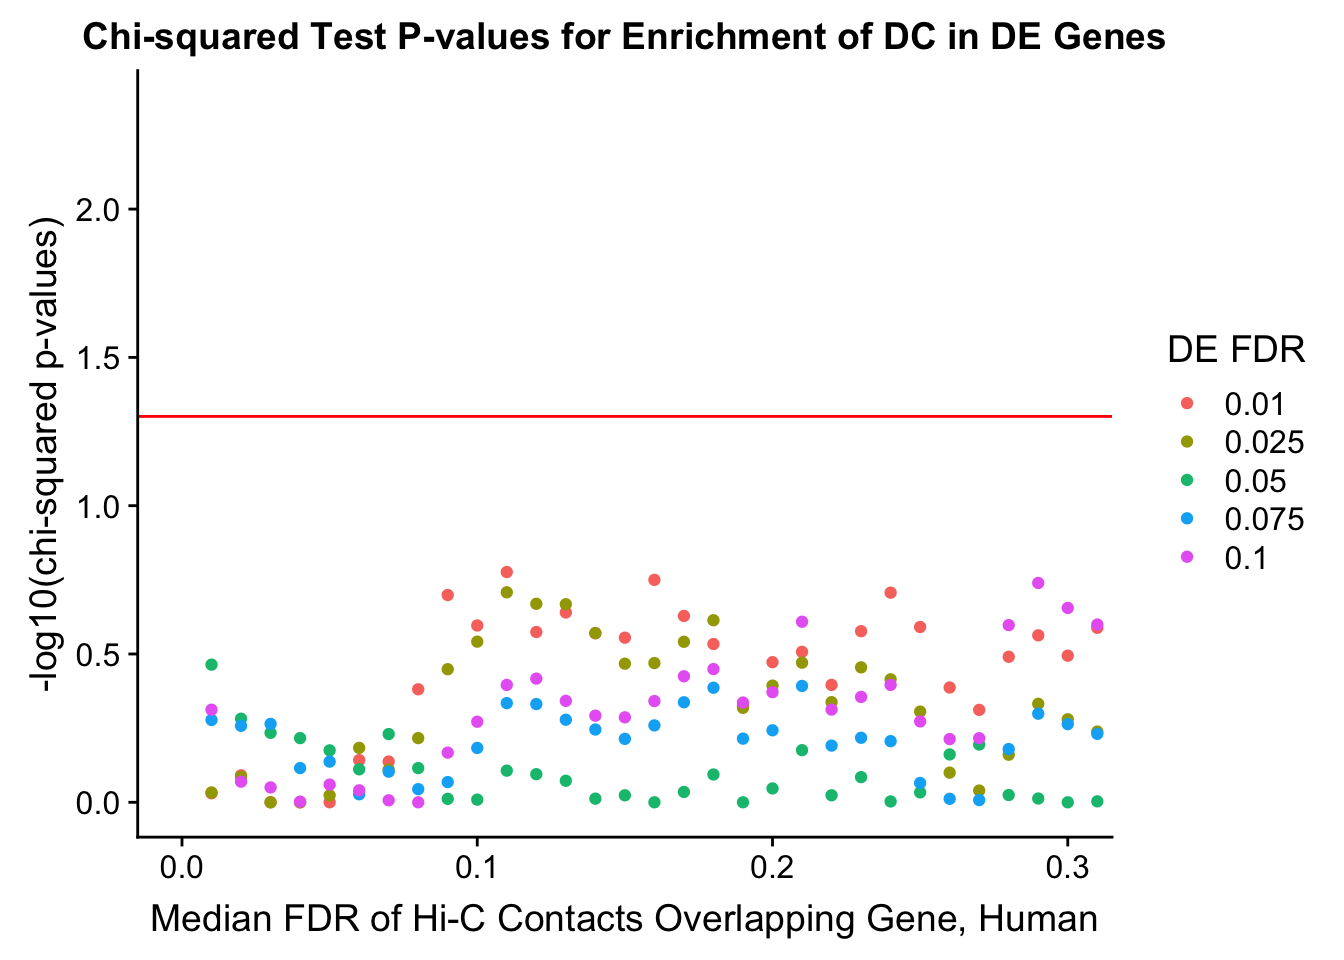 Chi-squared Test P-values for Enrichment of DC in DE Genes
-log10(chi-squared p-values)
2.0
1.5
1.0
0.5
0.0
0.0 0.1 0.2 0.3
Median FDR of Hi-C Contacts Overlapping Gene, Human
DE FDR
0.01
0.025
0.05
0.075
0.1